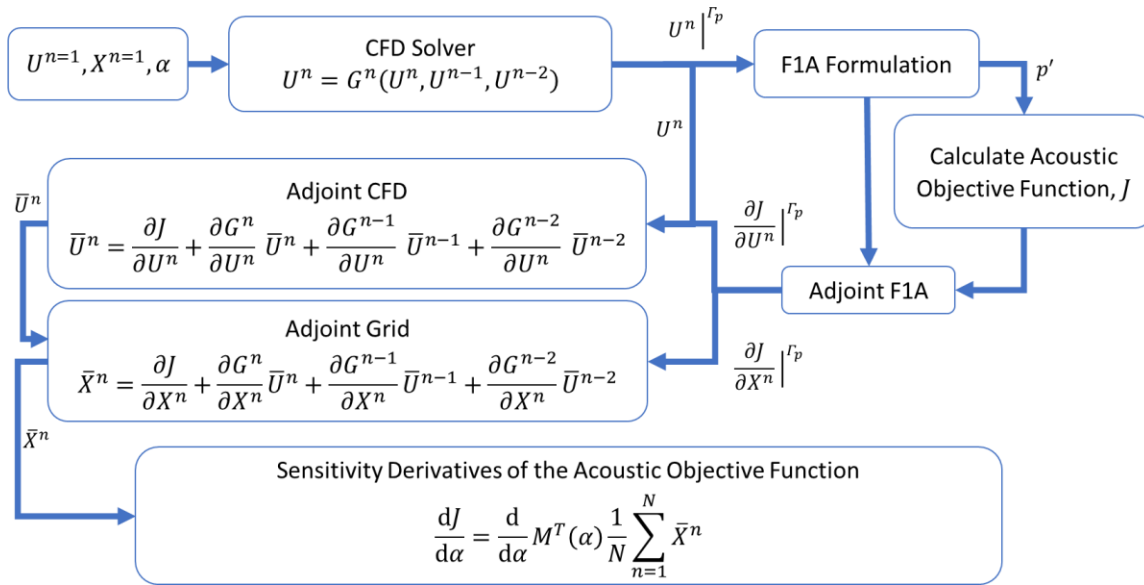 U^{n=1}, X^{n=1}, α
CFD Solver
U^n = G^n(U^n, U^{n-1}, U^{n-2})
U^n|^{Γ_p}
F1A Formulation
p′
U^n
Calculate Acoustic
Objective Function, J
Adjoint CFD
Ū^n = ∂J/∂U^n + ∂G^n/∂U^n Ū^n + ∂G^{n-1}/∂U^n Ū^{n-1} + ∂G^{n-2}/∂U^n Ū^{n-2}
Ū^n
∂J/∂U^n|^{Γ_p}
Adjoint F1A
Adjoint Grid
X̄^n = ∂J/∂X^n + ∂G^n/∂X^n Ū^n + ∂G^{n-1}/∂X^n Ū^{n-1} + ∂G^{n-2}/∂X^n Ū^{n-2}
∂J/∂X^n|^{Γ_p}
X̄^n
Sensitivity Derivatives of the Acoustic Objective Function
dJ/dα = d/dα M^T(α) 1/N ∑_{n=1}^{N} X̄^n